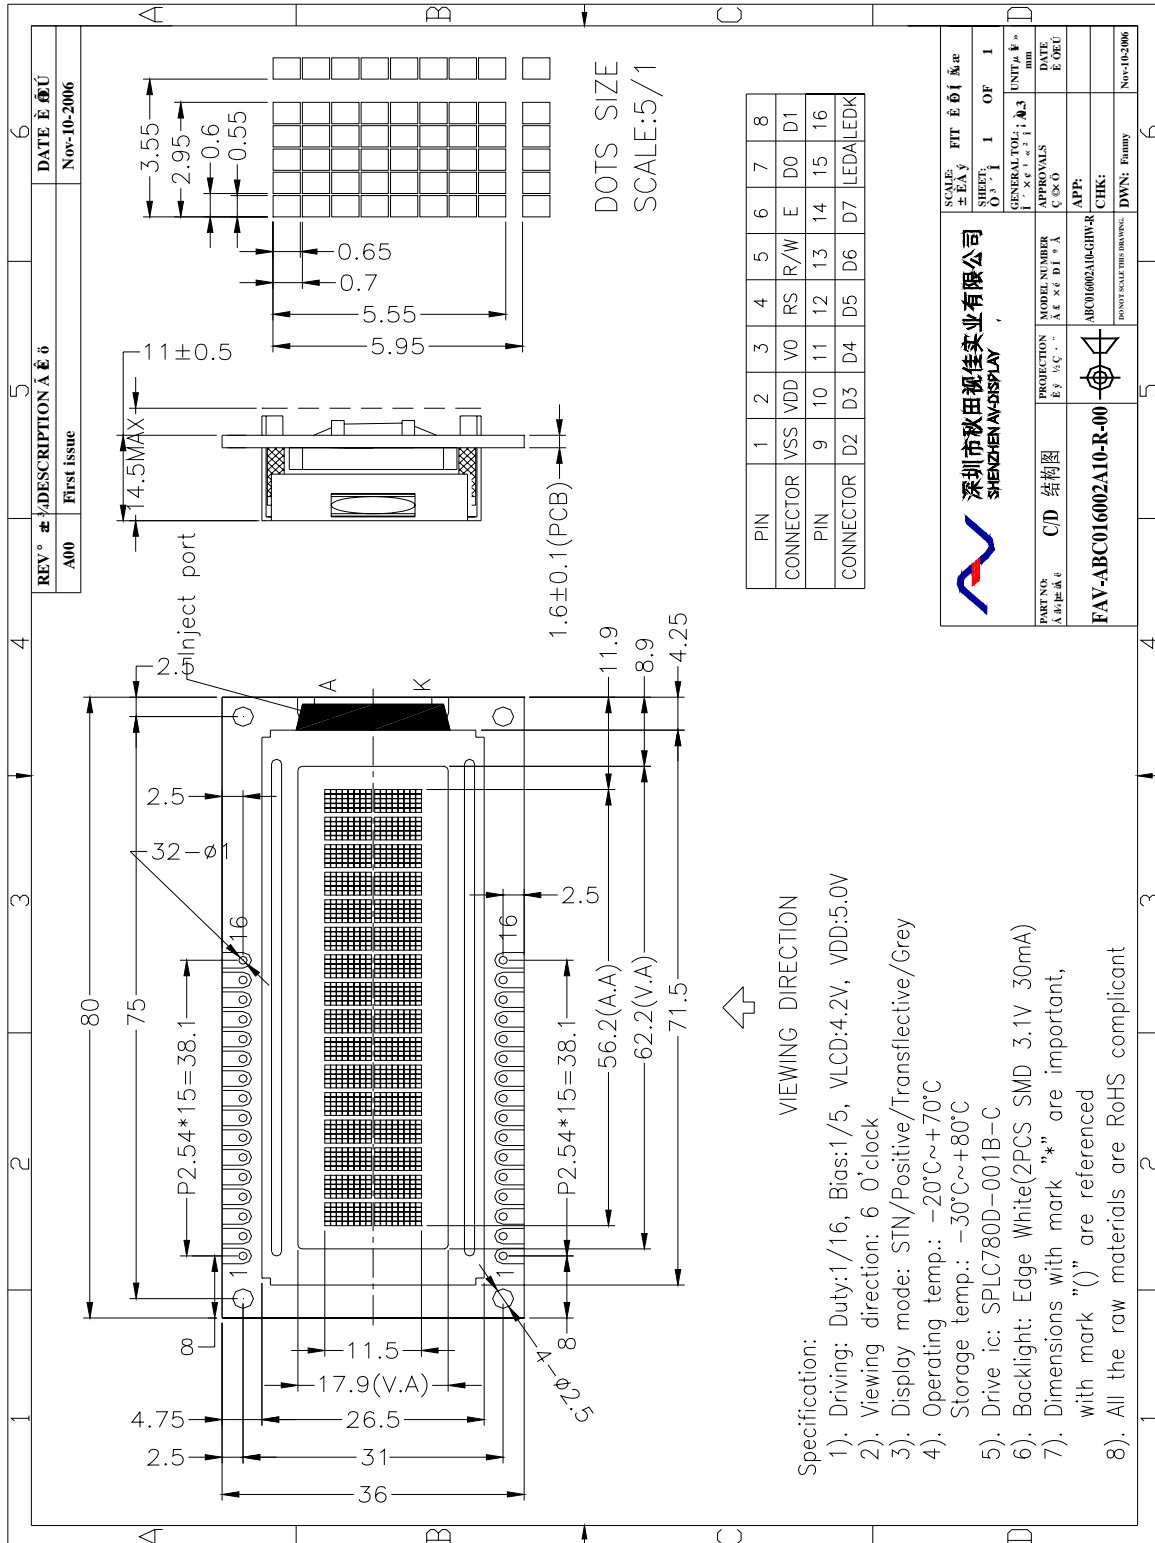 REV
DESCRIPTION
DATE
A00 First issue Nov-10-2006
1 2 3 4 5 6
A B C D
80
75
2.5
Inject port
14.5MAX
11±0.5
1.6±0.1(PCB)
A K
2.5
32-ø1
16
P2.54*15=38.1
8
1
2.5
16
P2.54*15=38.1
8
1
4-ø2.5
56.2(A.A)
62.2(V.A)
71.5
11.9
8.9
4.25
11.5
17.9(V.A)
4.75
26.5
2.5
31
36
3.55
2.95
0.6
0.55
0.65
0.7
5.55
5.95
DOTS SIZE
SCALE:5/1
VIEWING DIRECTION
PIN 1 2 3 4 5 6 7 8
CONNECTOR VSS VDD V0 RS R/W E D0 D1
PIN 9 10 11 12 13 14 15 16
CONNECTOR D2 D3 D4 D5 D6 D7 LEDA LEDK
Specification:
1). Driving: Duty:1/16, Bias:1/5, VLCD:4.2V, VDD:5.0V
2). Viewing direction: 6 O'clock
3). Display mode: STN/Positive/Transflective/Grey
4). Operating temp.: -20°C~+70°C
Storage temp.: -30°C~+80°C
5). Drive ic: SPLC780D-001B-C
6). Backlight: Edge White(2PCS SMD 3.1V 30mA)
7). Dimensions with mark "*" are important,
with mark "()" are referenced
8). All the raw materials are RoHS complicant
深圳市秋田视佳实业有限公司
SHENZHEN AV-DISPLAY
SCALE: FIT
SHEET: 1 OF 1
GENERAL TOL:
UNIT
mm
PART NO:
C/D 结构图
PROJECTION
MODEL NUMBER
APPROVALS
DATE
FAV-ABC016002A10-R-00
ABC016002A10-GHW-R
APP:
CHK:
DO NOT SCALE THIS DRAWING.
DWN: Fanny Nov-10-2006